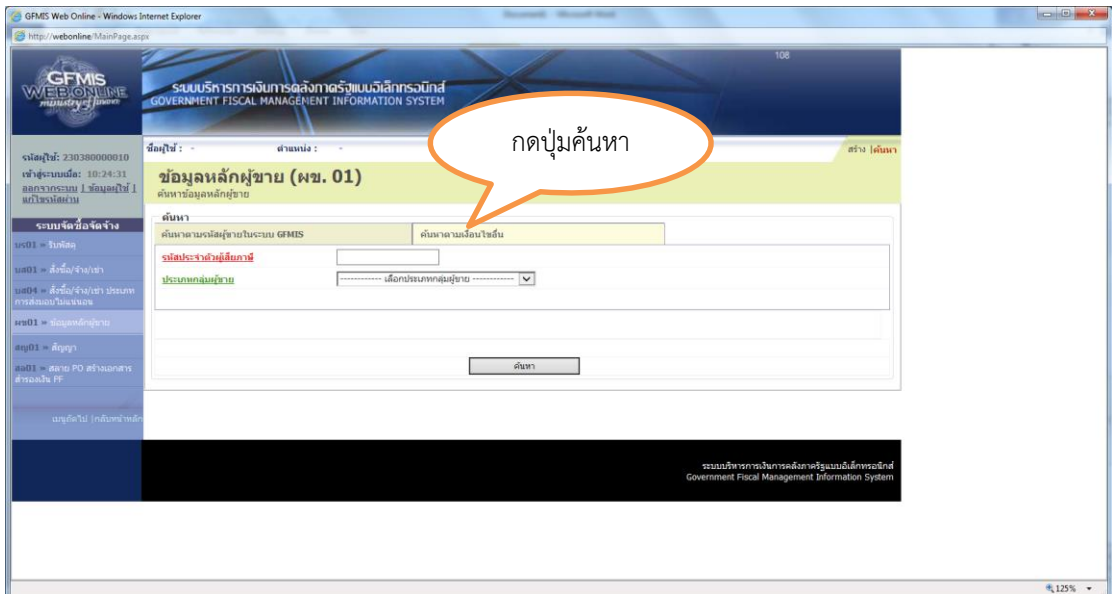 GFMIS Web Online - Windows Internet Explorer
http://webonline/MainPage.aspx
GFMIS
WEB ONLINE
ministry of finance
ระบบบริหารการเงินการคลังภาครัฐแบบอิเล็กทรอนิกส์
GOVERNMENT FISCAL MANAGEMENT INFORMATION SYSTEM
108
กดปุ่มค้นหา
รหัสผู้ใช้: 230380000010
เข้าสู่ระบบเมื่อ: 10:24:31
ออกจากระบบ | ข้อมูลผู้ใช้ |
แก้ไขรหัสผ่าน
ชื่อผู้ใช้ : - ตำแหน่ง : -
สร้าง |ค้นหา
ข้อมูลหลักผู้ขาย (ผข. 01)
ค้นหาข้อมูลหลักผู้ขาย
ระบบจัดซื้อจัดจ้าง
บร01 » ใบพัสดุ
บส01 » สั่งซื้อ/จ้าง/เช่า
บส04 » สั่งซื้อ/จ้าง/เช่า ประเภท
การส่งมอบไม่แน่นอน
ผข01 » ข้อมูลหลักผู้ขาย
สญ01 » สัญญา
สอ01 » สลาย PO สร้างเอกสาร
สำรองเงิน PF
เมนูถัดไป |กลับหน้าหลัก
ค้นหา
ค้นหาตามรหัสผู้ขายในระบบ GFMIS
ค้นหาตามเงื่อนไขอื่น
รหัสประจำตัวผู้เสียภาษี
ประเภทกลุ่มผู้ขาย
------------ เลือกประเภทกลุ่มผู้ขาย ------------
ค้นหา
ระบบบริหารการเงินการคลังภาครัฐแบบอิเล็กทรอนิกส์
Government Fiscal Management Information System
125%